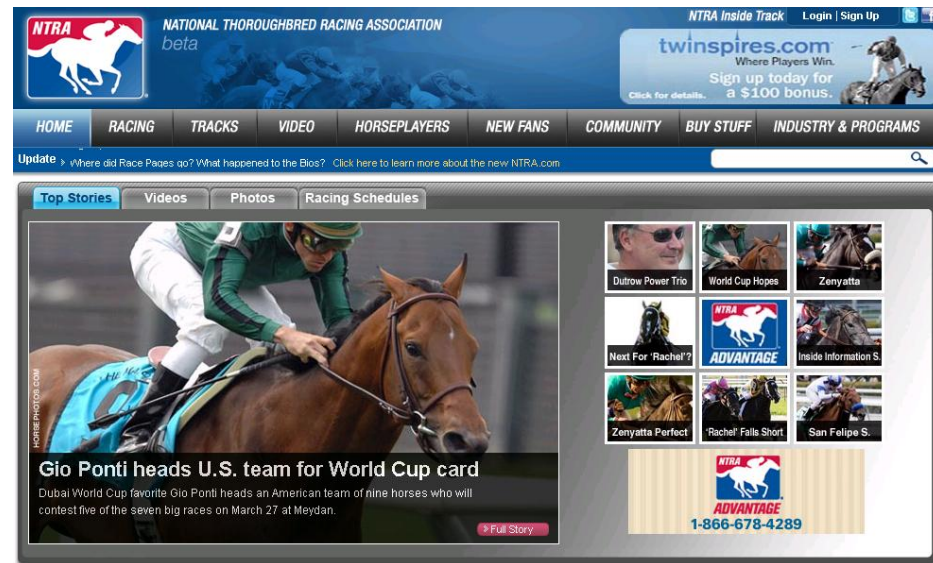 NTRA
NATIONAL THOROUGHBRED RACING ASSOCIATION
beta
NTRA Inside Track
Login | Sign Up
twinspires.com
Where Players Win.
Sign up today for
a $100 bonus.
Click for details.
HOME RACING TRACKS VIDEO HORSEPLAYERS NEW FANS COMMUNITY BUY STUFF INDUSTRY & PROGRAMS
Update > Where did Race Pages go? What happened to the Bios? Click here to learn more about the new NTRA.com
Top Stories Videos Photos Racing Schedules
HORSEPHOTOS.COM
Gio Ponti heads U.S. team for World Cup card
Dubai World Cup favorite Gio Ponti heads an American team of nine horses who will
contest five of the seven big races on March 27 at Meydan.
Full Story
Dutrow Power Trio World Cup Hopes Zenyatta
NTRA
Next For 'Rachel'? ADVANTAGE Inside Information S.
Zenyatta Perfect 'Rachel' Falls Short San Felipe S.
NTRA
ADVANTAGE
1-866-678-4289